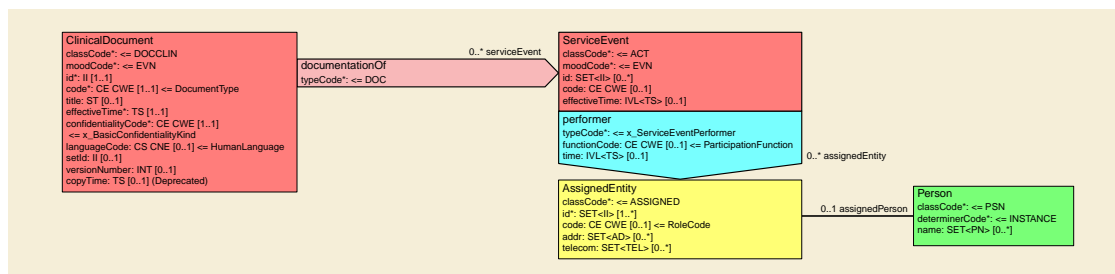 ClinicalDocument
classCode*: <= DOCCLIN
moodCode*: <= EVN
id*: II [1..1]
code*: CE CWE [1..1] <= DocumentType
title: ST [0..1]
effectiveTime*: TS [1..1]
confidentialityCode*: CE CWE [1..1]
<= x_BasicConfidentialityKind
languageCode: CS CNE [0..1] <= HumanLanguage
setId: II [0..1]
versionNumber: INT [0..1]
copyTime: TS [0..1] (Deprecated)
0..* serviceEvent
documentationOf
typeCode*: <= DOC
ServiceEvent
classCode*: <= ACT
moodCode*: <= EVN
id: SET<II> [0..*]
code: CE CWE [0..1]
effectiveTime: IVL<TS> [0..1]
performer
typeCode*: <= x_ServiceEventPerformer
functionCode: CE CWE [0..1] <= ParticipationFunction
time: IVL<TS> [0..1]
0..* assignedEntity
AssignedEntity
classCode*: <= ASSIGNED
id*: SET<II> [1..*]
code: CE CWE [0..1] <= RoleCode
addr: SET<AD> [0..*]
telecom: SET<TEL> [0..*]
0..1 assignedPerson
Person
classCode*: <= PSN
determinerCode*: <= INSTANCE
name: SET<PN> [0..*]